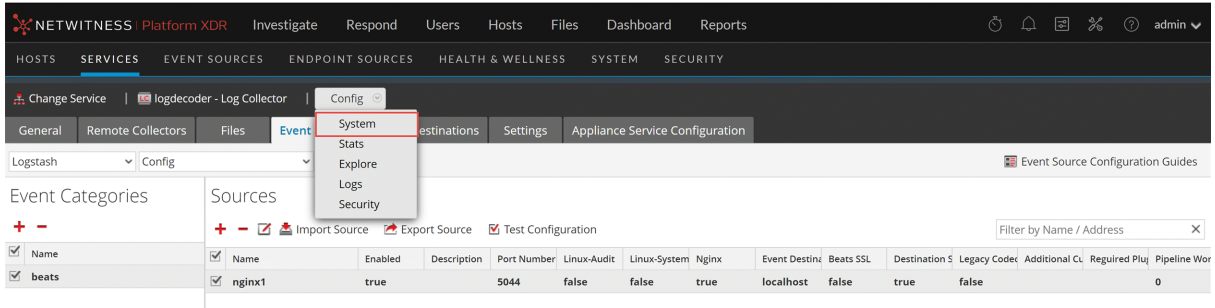 NETWITNESS | Platform XDR Investigate Respond Users Hosts Files Dashboard Reports admin
HOSTS SERVICES EVENT SOURCES ENDPOINT SOURCES HEALTH & WELLNESS SYSTEM SECURITY
Change Service | LC logdecoder - Log Collector | Config
General Remote Collectors Files Event estinations Settings Appliance Service Configuration
System
Stats
Explore
Logs
Security
Logstash Config Event Source Configuration Guides
Event Categories
Name
beats
Sources
Import Source Export Source Test Configuration Filter by Name / Address
Name Enabled Description Port Number Linux-Audit Linux-System Nginx Event Destina Beats SSL Destination S Legacy Codec Additional Cu Reguired Plug Pipeline Wor
nginx1 true 5044 false false true localhost false true false 0